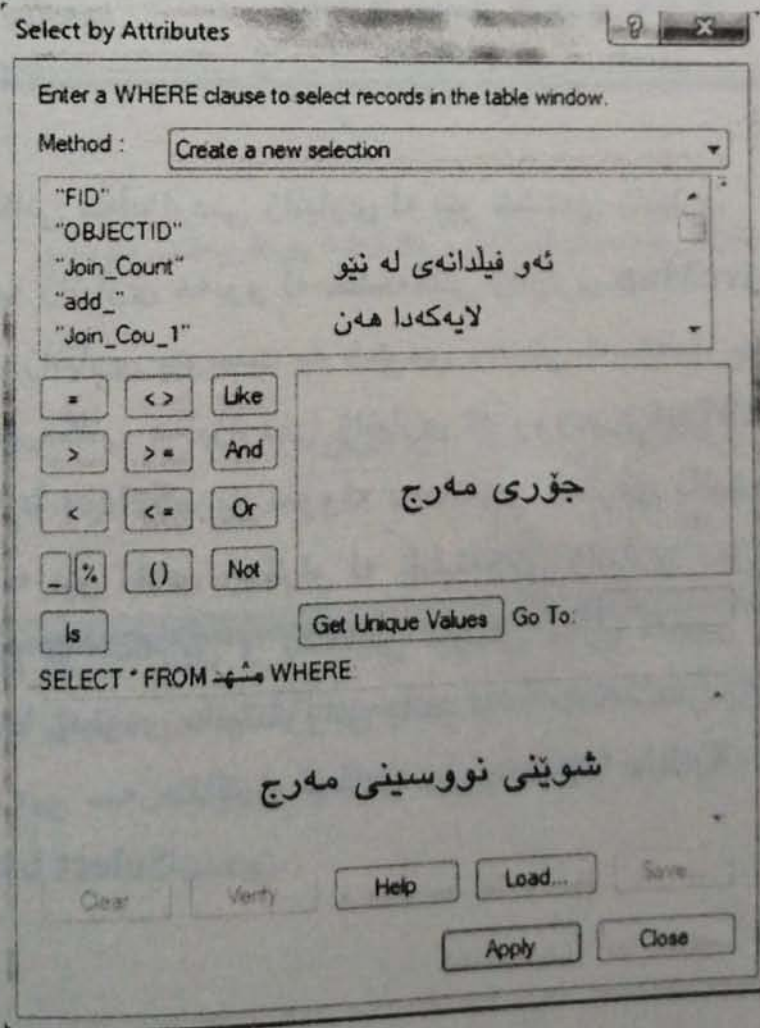 Select by Attributes
Enter a WHERE clause to select records in the table window.
Method : Create a new selection
"FID"
"OBJECTID"
"Join_Count"
"add_"
"Join_Cou_1"
ئەو فیڵدانەی لە نێو
لایەکەدا هەن
= < > Like
> > = And
< < = Or
_ % () Not
Is
جۆری مەرج
Get Unique Values Go To:
SELECT * FROM مشهد WHERE
شوێنی نووسینی مەرج
Clear Verify Help Load... Save...
Apply Close